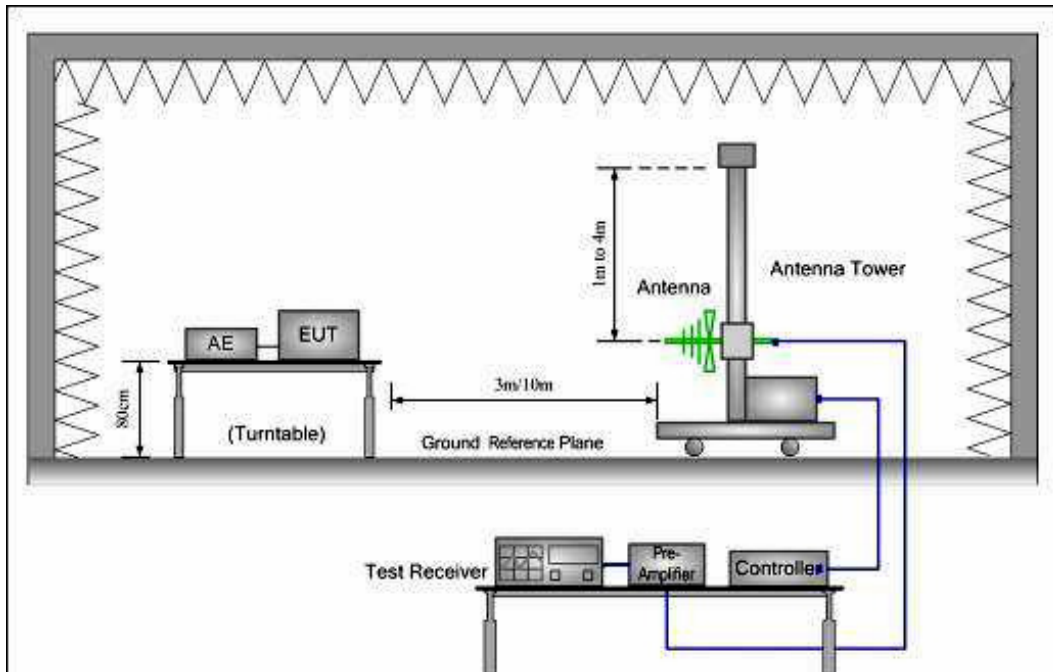 1m to 4m
Antenna
Antenna Tower
AE
EUT
80cm
(Turntable)
3m/10m
Ground Reference Plane
Test Receiver
Pre-
Amplifier
Controller